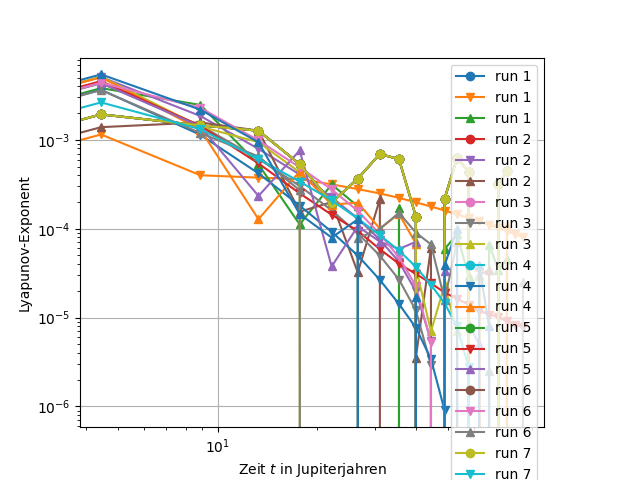 Lyapunov-Exponent
10⁻³
10⁻⁴
10⁻⁵
10⁻⁶
10¹
Zeit t in Jupiterjahren
run 1
run 1
run 1
run 2
run 2
run 2
run 3
run 3
run 3
run 4
run 4
run 4
run 5
run 5
run 5
run 6
run 6
run 6
run 7
run 7